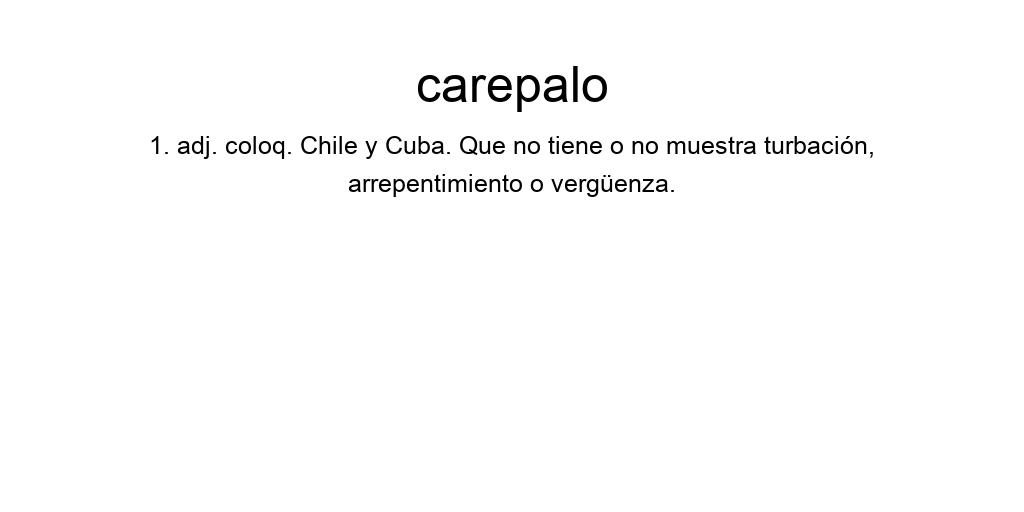 carepalo
1. adj. coloq. Chile y Cuba. Que no tiene o no muestra turbación,
arrepentimiento o vergüenza.